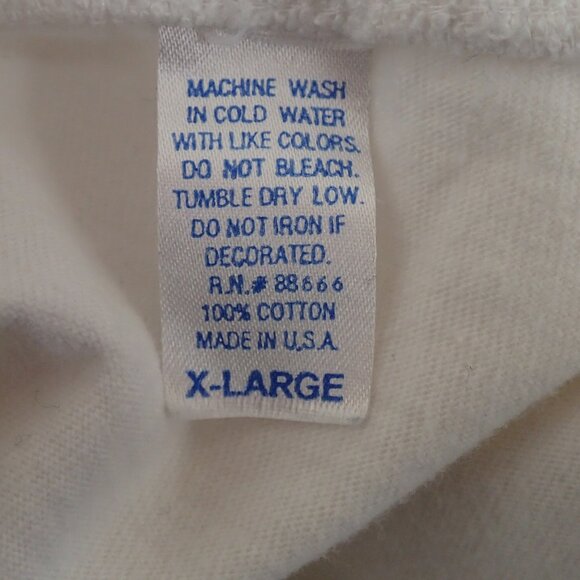 MACHINE WASH
IN COLD WATER
WITH LIKE COLORS.
DO NOT BLEACH.
TUMBLE DRY LOW.
DO NOT IRON IF
DECORATED.
R.N.# 88666
100% COTTON
MADE IN U.S.A.
X-LARGE